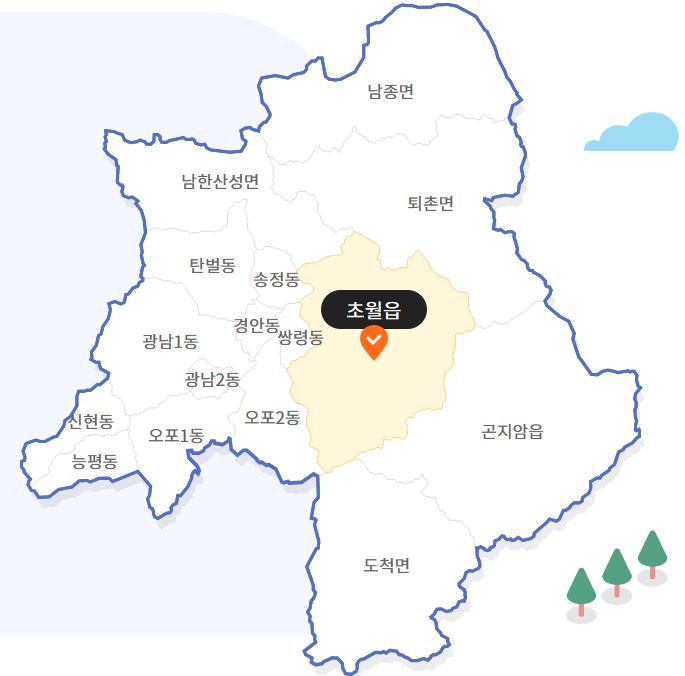 남종면
남한산성면
퇴촌면
탄벌동
송정동
초월읍
경안동
쌍령동
광남1동
광남2동
신현동
오포1동
오포2동
곤지암읍
능평동
도척면